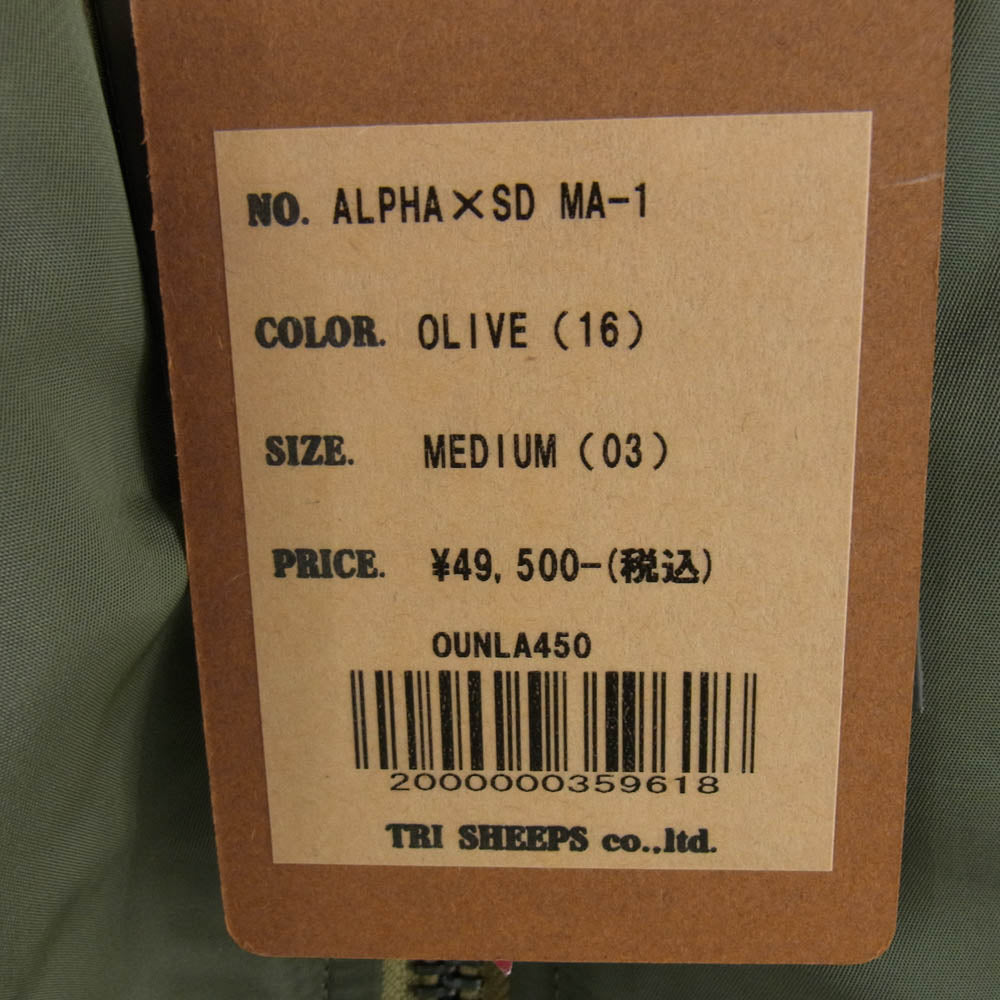 NO. ALPHA×SD MA-1
COLOR. OLIVE (16)
SIZE. MEDIUM (03)
PRICE. ¥49,500-(税込)
OUNLA450
2000000359618
TRI SHEEPS co.,ltd.